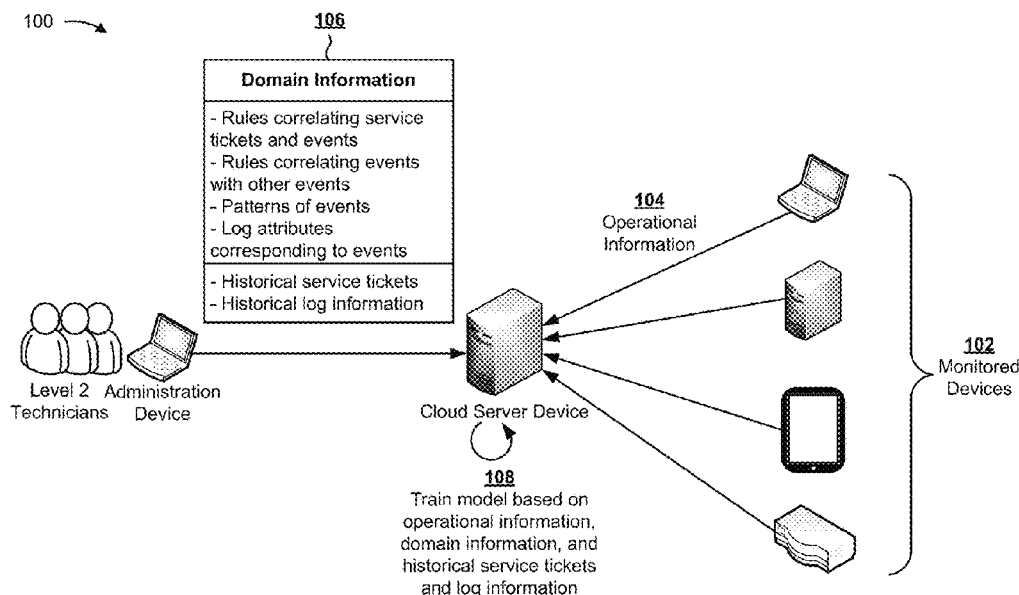 100
106
Domain Information
- Rules correlating service
tickets and events
- Rules correlating events
with other events
- Patterns of events
- Log attributes
corresponding to events
- Historical service tickets
- Historical log information
Level 2
Technicians
Administration
Device
Cloud Server Device
108
Train model based on
operational information,
domain information, and
historical service tickets
and log information
104
Operational
Information
102
Monitored
Devices